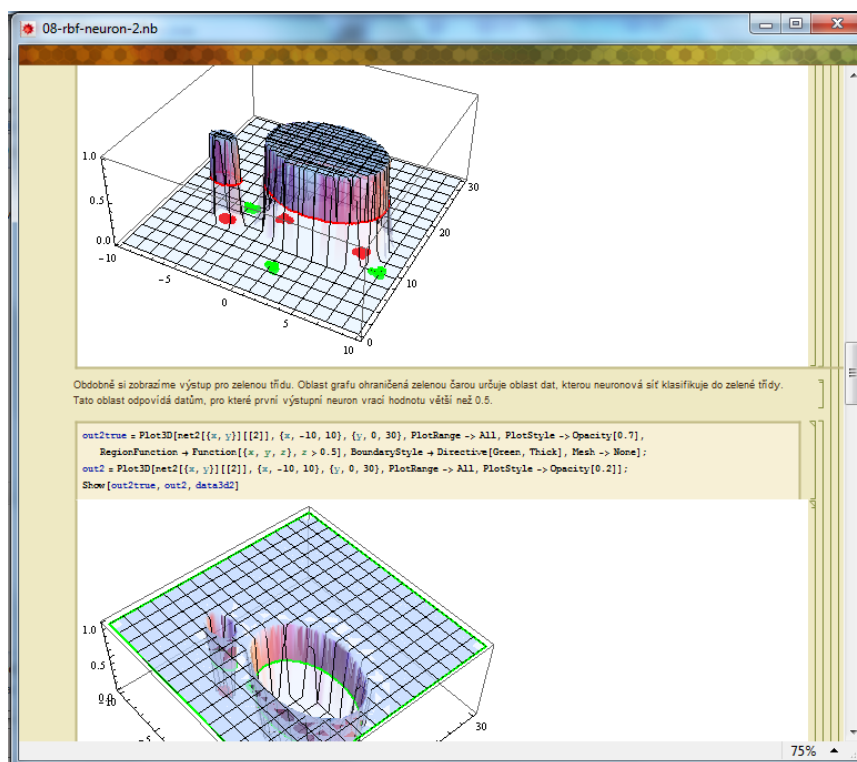 08-rbf-neuron-2.nb
1.0
0.5
0.0
-10
-5
0
5
10
0
10
20
30
Obdobně si zobrazíme výstup pro zelenou třídu. Oblast grafu ohraničená zelenou čarou určuje oblast dat, kterou neuronová síť klasifikuje do zelené třídy.
Tato oblast odpovídá datům, pro které první výstupní neuron vrací hodnotu větší než 0.5.
out2true = Plot3D[net2[{x, y}][[2]], {x, -10, 10}, {y, 0, 30}, PlotRange -> All, PlotStyle -> Opacity[0.7],
RegionFunction → Function[{x, y, z}, z > 0.5], BoundaryStyle → Directive[Green, Thick], Mesh -> None];
out2 = Plot3D[net2[{x, y}][[2]], {x, -10, 10}, {y, 0, 30}, PlotRange -> All, PlotStyle -> Opacity[0.2]];
Show[out2true, out2, data3d2]
1.0
0.5
0.0
-10
-5
30
75%